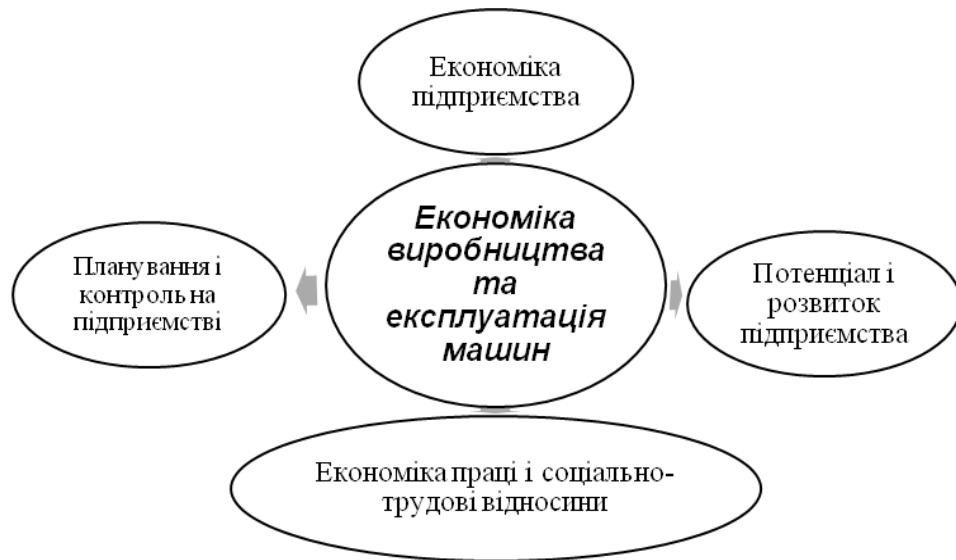 Економіка
підприємства
Економіка
виробництва
та
експлуатація
машин
Планування і
контроль на
підприємстві
Потенціал і
розвиток
підприємства
Економіка праці і соціально-
трудові відносини